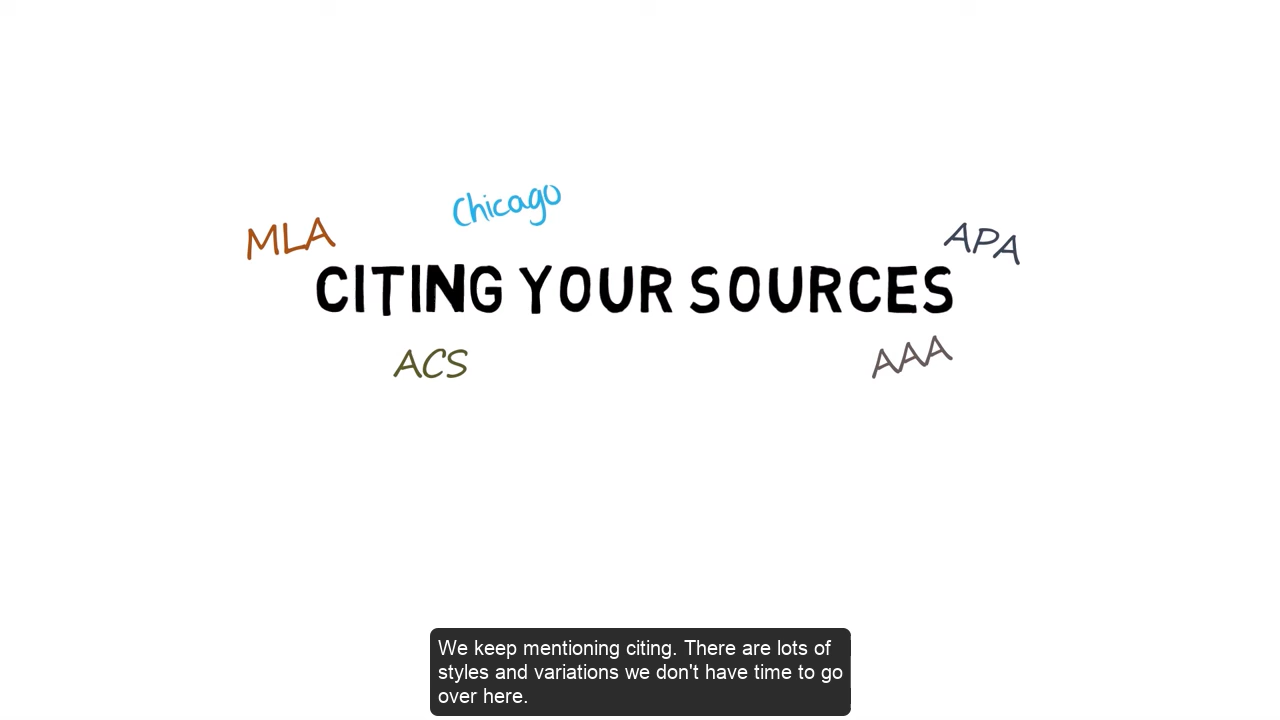 Chicago
MLA
APA
CITING YOUR SOURCES
ACS
AAA
We keep mentioning citing. There are lots of
styles and variations we don't have time to go
over here.